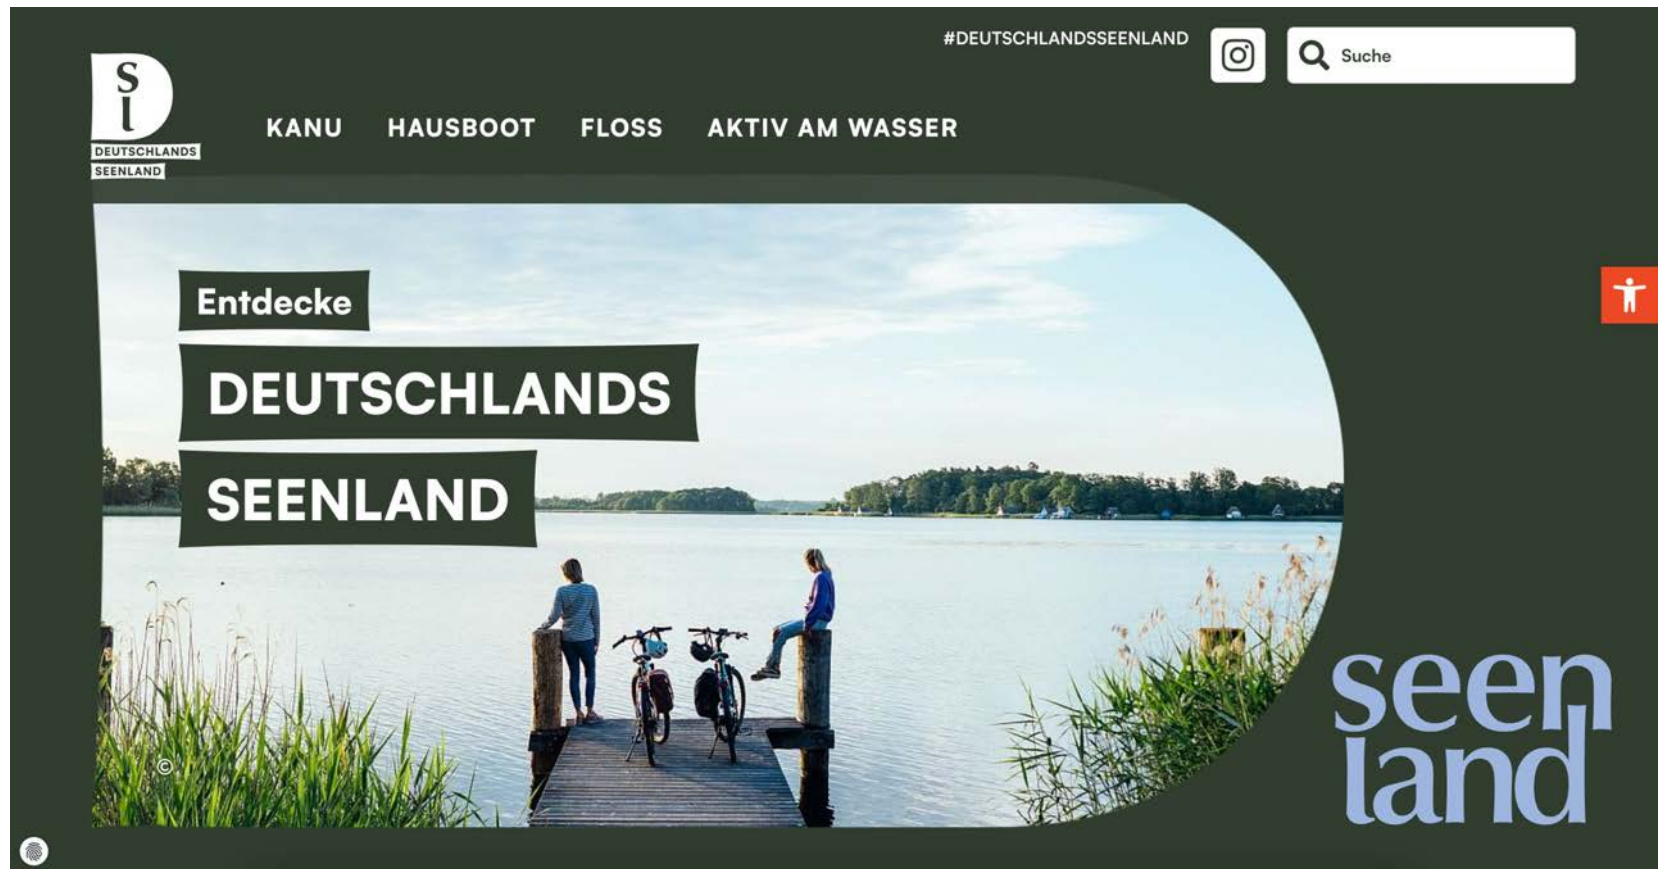 #DEUTSCHLANDSSEENLAND
Suche
S
L
DEUTSCHLANDS
SEENLAND
KANU HAUSBOOT FLOSS AKTIV AM WASSER
Entdecke
DEUTSCHLANDS
SEENLAND
©
seen
land